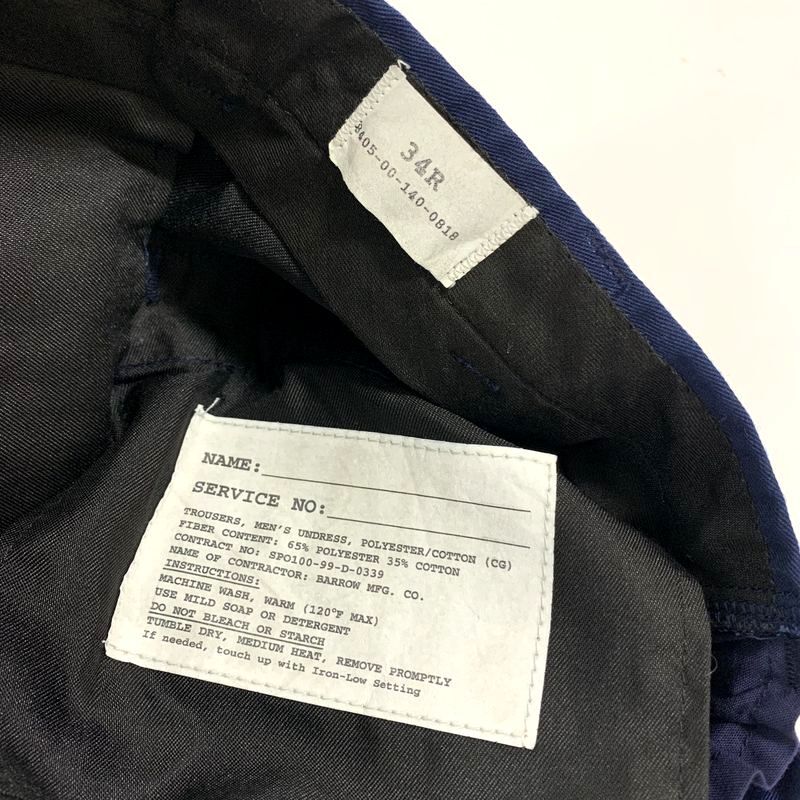 34R
8405-00-140-0818
NAME:
SERVICE NO:
TROUSERS, MEN'S UNDRESS, POLYESTER/COTTON (CG)
FIBER CONTENT: 65% POLYESTER 35% COTTON
CONTRACT NO: SPO100-99-D-0339
NAME OF CONTRACTOR: BARROW MFG. CO.
INSTRUCTIONS:
MACHINE WASH, WARM (120°F MAX)
USE MILD SOAP OR DETERGENT
DO NOT BLEACH OR STARCH
TUMBLE DRY, MEDIUM HEAT, REMOVE PROMPTLY
If needed, touch up with Iron-Low Setting